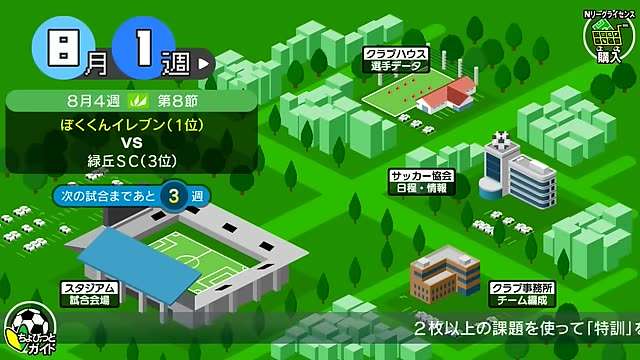 8月 1週
8月4週 第8節
ぼくくんイレブン(1位)
VS
緑丘SC(3位)
次の試合まであと 3 週
クラブハウス
選手データ
Nリーグライセンス
購入
サッカー協会
日程・情報
スタジアム
試合会場
クラブ事務所
チーム編成
ちょびっと
ガイド
2枚以上の課題を使って「特訓」を